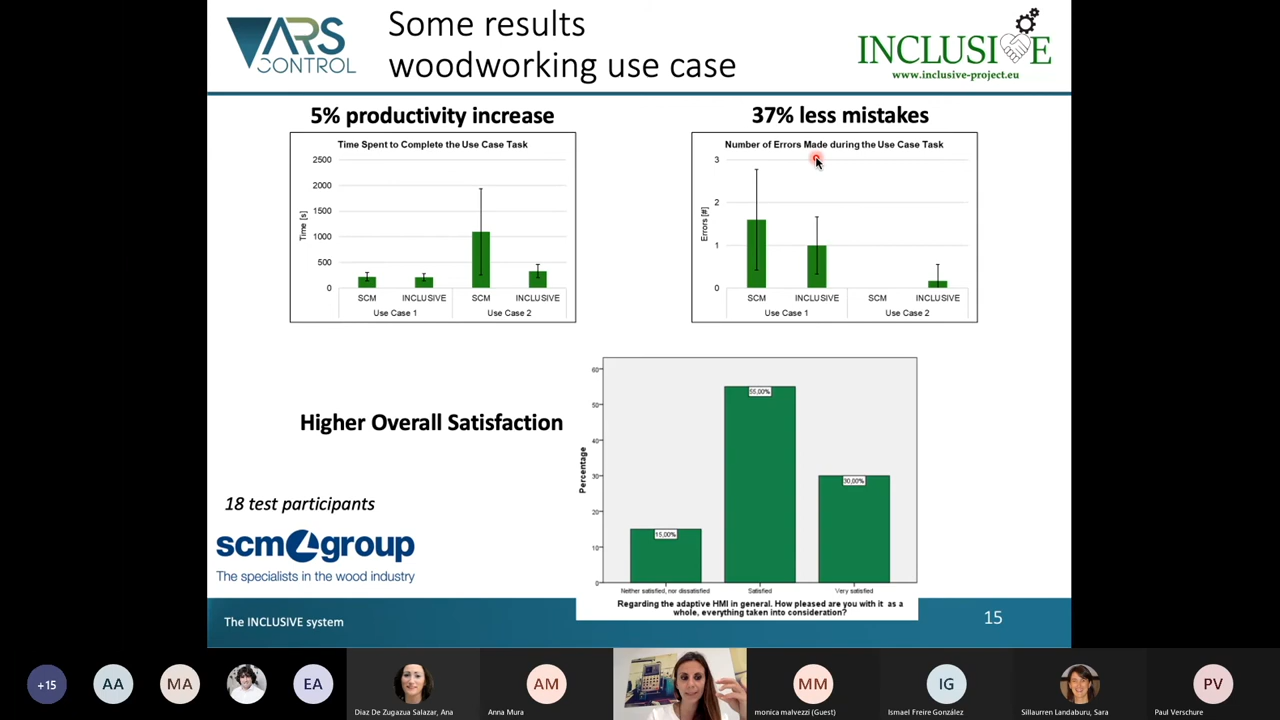 VARS
CONTROL
Some results
woodworking use case
INCLUSIVE
www.inclusive-project.eu
5% productivity increase
37% less mistakes
Time Spent to Complete the Use Case Task
2500
2000
1500
1000
500
0
Time [s]
SCM
INCLUSIVE
SCM
INCLUSIVE
Use Case 1
Use Case 2
Number of Errors Made during the Use Case Task
3
2
1
0
Errors [#]
SCM
INCLUSIVE
SCM
INCLUSIVE
Use Case 1
Use Case 2
Higher Overall Satisfaction
60
50
40
30
20
10
0
Percentage
15,00%
55,00%
30,00%
Neither satisfied, nor dissatisfied
Satisfied
Very satisfied
Regarding the adaptive HMI in general. How pleased are you with it as a
whole, everything taken into consideration?
18 test participants
scm group
The specialists in the wood industry
The INCLUSIVE system
15
+15
AA
MA
EA
Diaz De Zugazua Salazar, Ana
AM
Anna Mura
MM
monica malvezzi (Guest)
IG
Ismael Freire González
Sillaurren Landaburu, Sara
PV
Paul Verschure